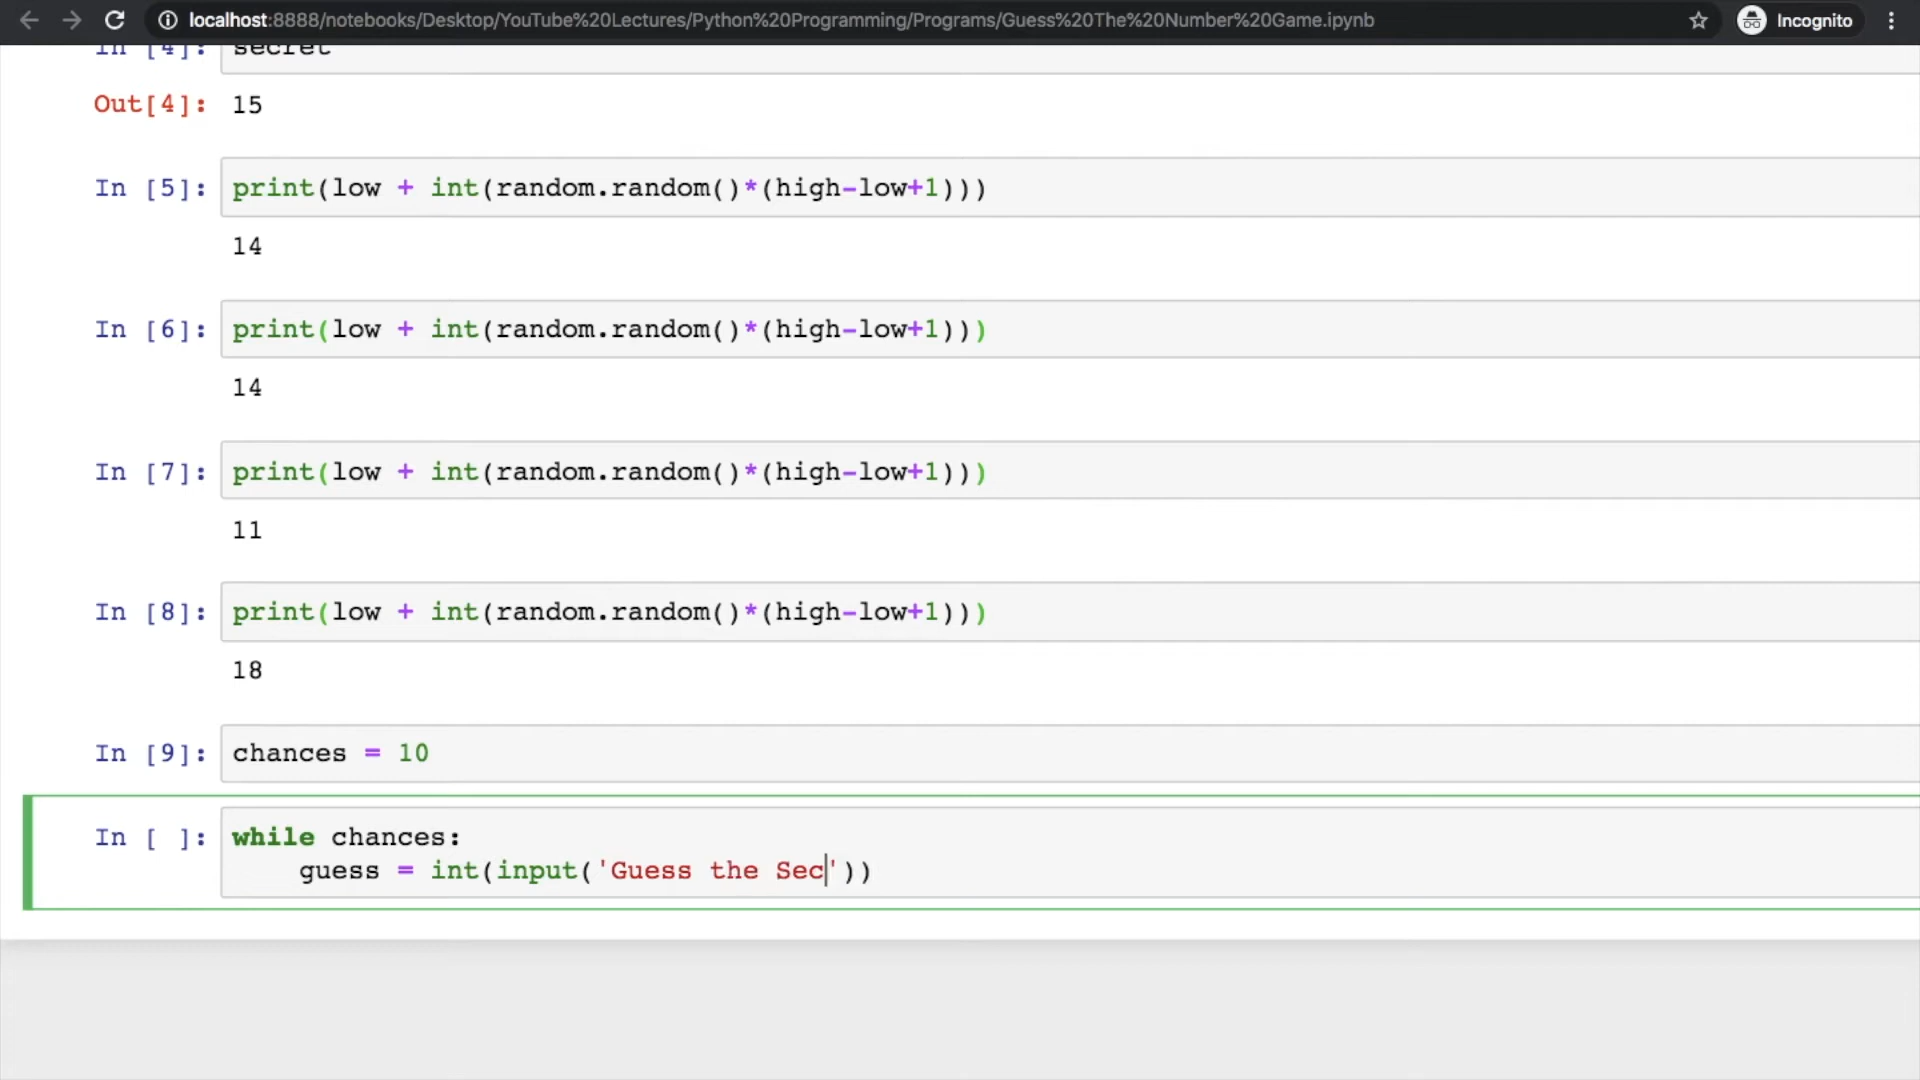 localhost:8888/notebooks/Desktop/YouTube%20Lectures/Python%20Programming/Programs/Guess%20The%20Number%20Game.ipynb
Incognito
In [4]: secret
Out[4]: 15
In [5]: print(low + int(random.random()*(high-low+1)))
14
In [6]: print(low + int(random.random()*(high-low+1)))
14
In [7]: print(low + int(random.random()*(high-low+1)))
11
In [8]: print(low + int(random.random()*(high-low+1)))
18
In [9]: chances = 10
In [ ]: while chances:
guess = int(input('Guess the Sec'))